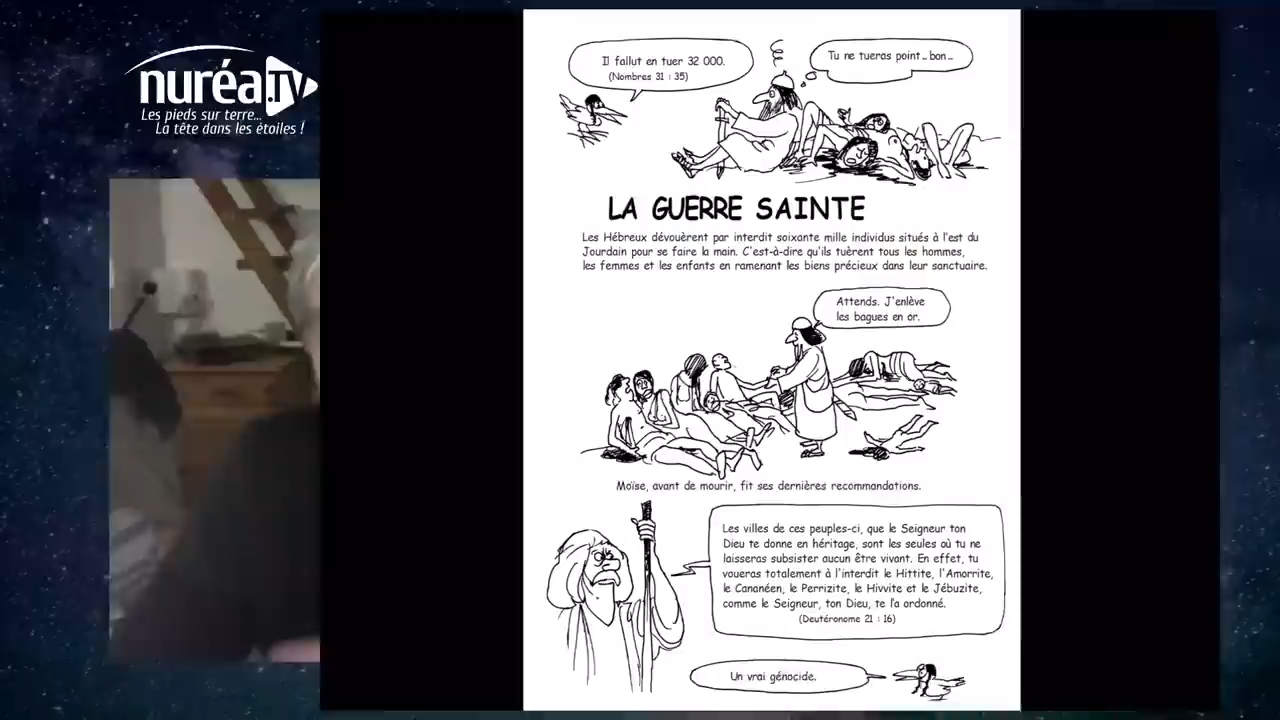 nuréa.TV
Les pieds sur terre...
La tête dans les étoiles !
Il fallut en tuer 32 000.
(Nombres 31 : 35)
Tu ne tueras point... bon...
LA GUERRE SAINTE
Les Hébreux dévouèrent par interdit soixante mille individus situés à l'est du
Jourdain pour se faire la main. C'est-à-dire qu'ils tuèrent tous les hommes,
les femmes et les enfants en ramenant les biens précieux dans leur sanctuaire.
Attends. J'enlève
les bagues en or.
Moïse, avant de mourir, fit ses dernières recommandations.
Les villes de ces peuples-ci, que le Seigneur ton
Dieu te donne en héritage, sont les seules où tu ne
laisseras subsister aucun être vivant. En effet, tu
voueras totalement à l'interdit le Hittite, l'Amorrite,
le Cananéen, le Perrizite, le Hivvite et le Jébuzite,
comme le Seigneur, ton Dieu, te l'a ordonné.
(Deutéronome 21 : 16)
Un vrai génocide.